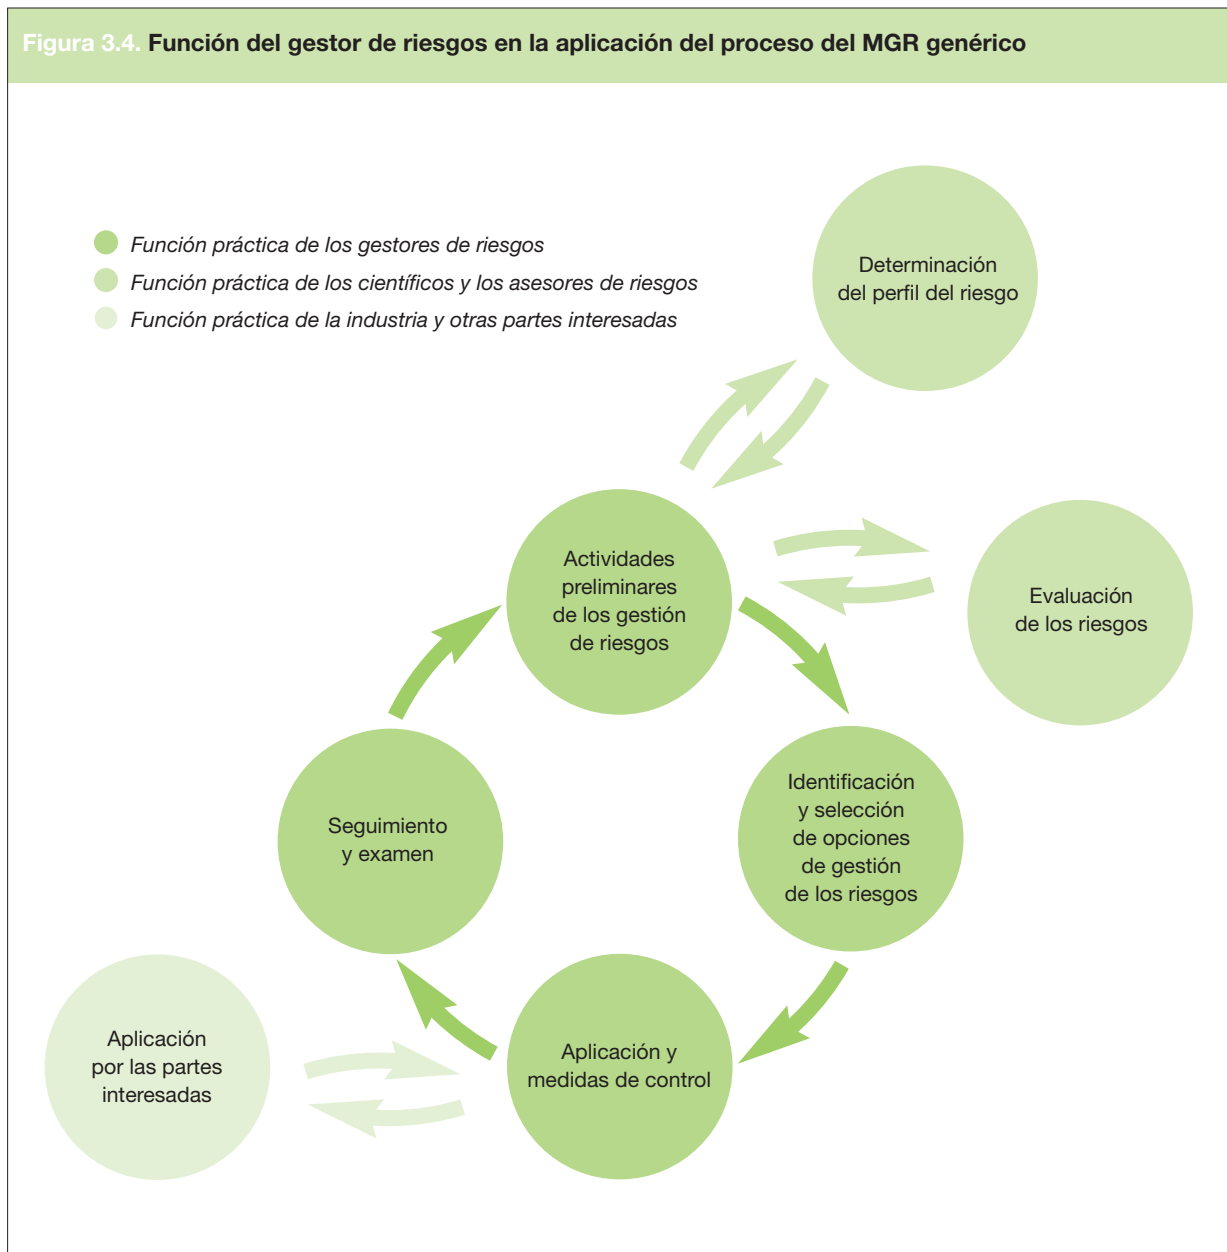 Figura 3.4. Función del gestor de riesgos en la aplicación del proceso del MGR genérico
Función práctica de los gestores de riesgos
Función práctica de los científicos y los asesores de riesgos
Función práctica de la industria y otras partes interesadas
Determinación
del perfil del riesgo
Actividades
preliminares
de los gestión
de riesgos
Evaluación
de los riesgos
Identificación
y selección
de opciones
de gestión
de los riesgos
Seguimiento
y examen
Aplicación y
medidas de control
Aplicación
por las partes
interesadas